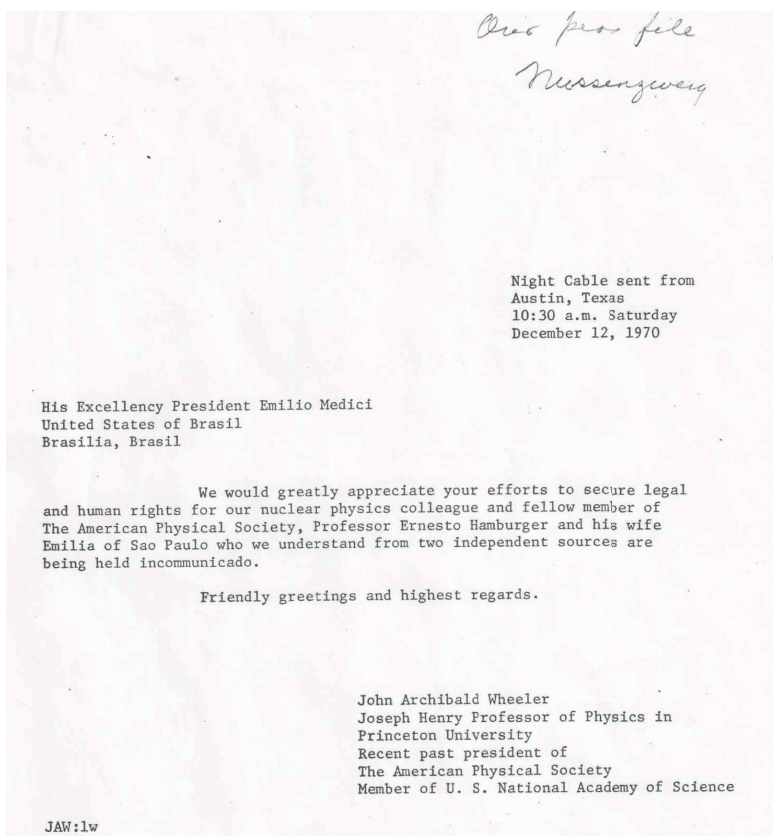 file
Nussenzweig
Night Cable sent from
Austin, Texas
10:30 a.m. Saturday
December 12, 1970
His Excellency President Emilio Medici
United States of Brasil
Brasilia, Brasil
We would greatly appreciate your efforts to secure legal
and human rights for our nuclear physics colleague and fellow member of
The American Physical Society, Professor Ernesto Hamburger and his wife
Emilia of Sao Paulo who we understand from two independent sources are
being held incommunicado.
Friendly greetings and highest regards.
John Archibald Wheeler
Joseph Henry Professor of Physics in
Princeton University
Recent past president of
The American Physical Society
Member of U. S. National Academy of Science
JAW:lw